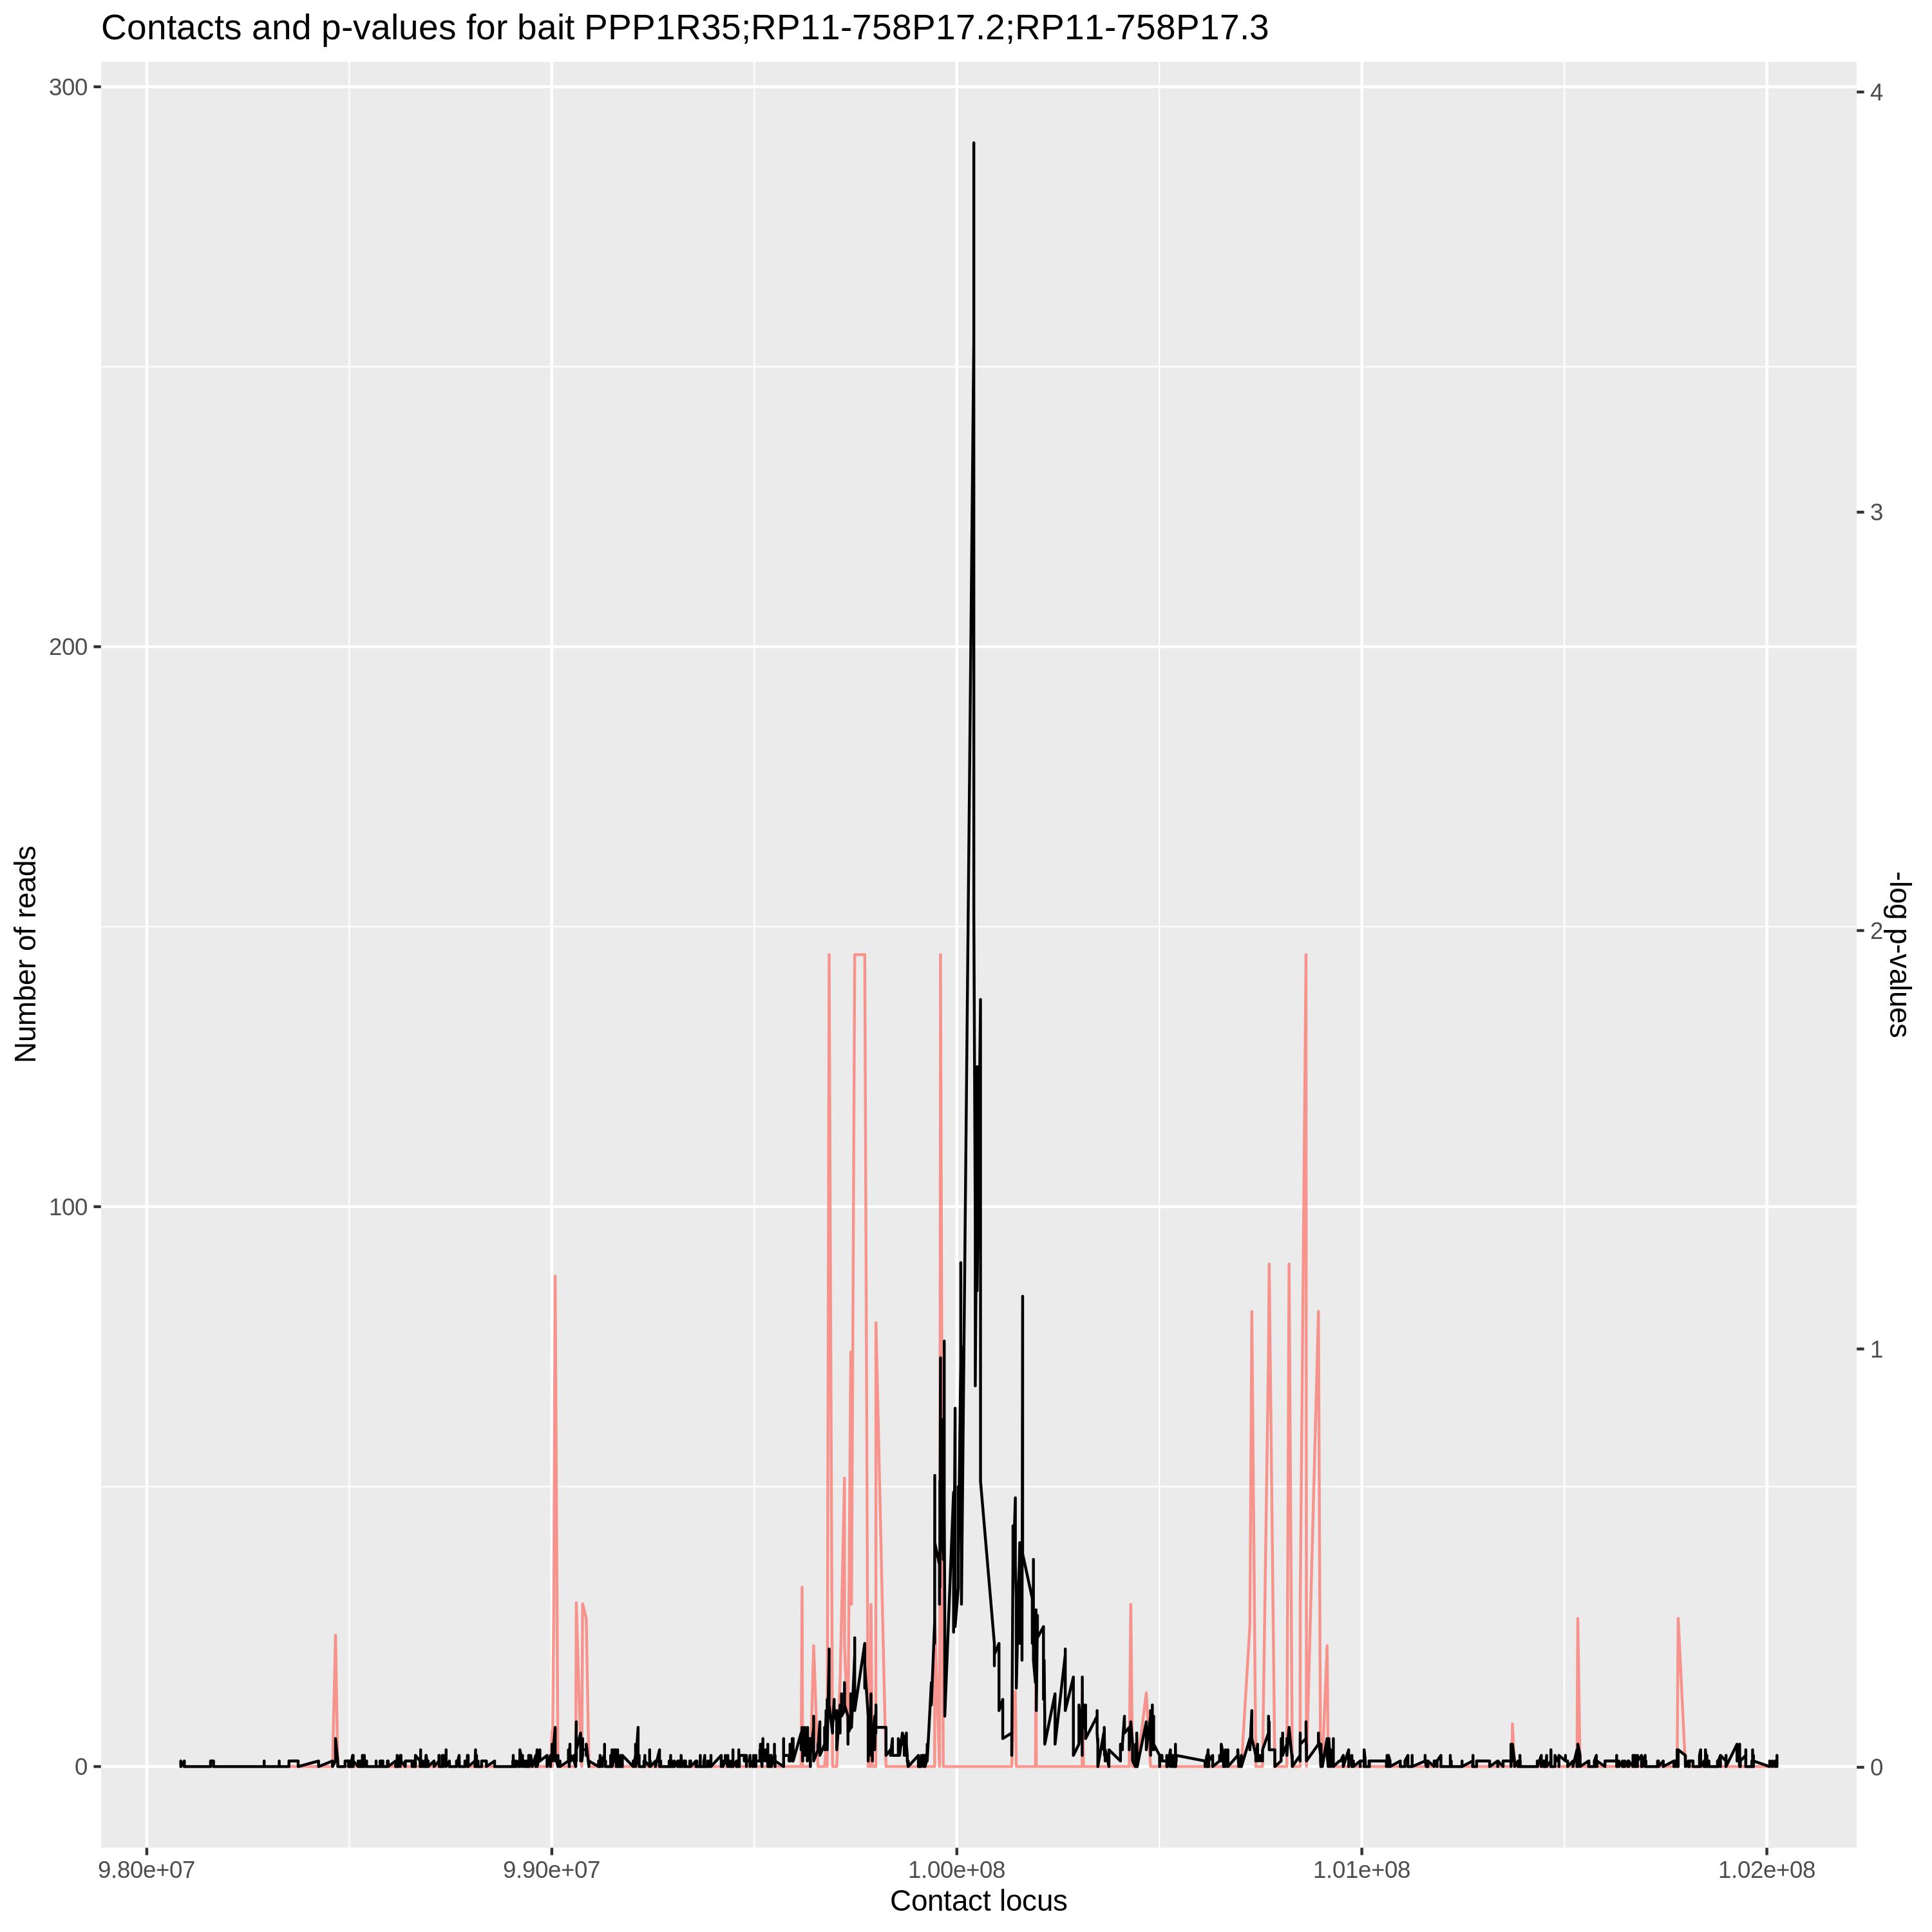 Contacts and p-values for bait PPP1R35;RP11-758P17.2;RP11-758P17.3
300
200
100
0
Number of reads
4
3
2
1
0
-log p-values
9.80e+07
9.90e+07
1.00e+08
1.01e+08
1.02e+08
Contact locus